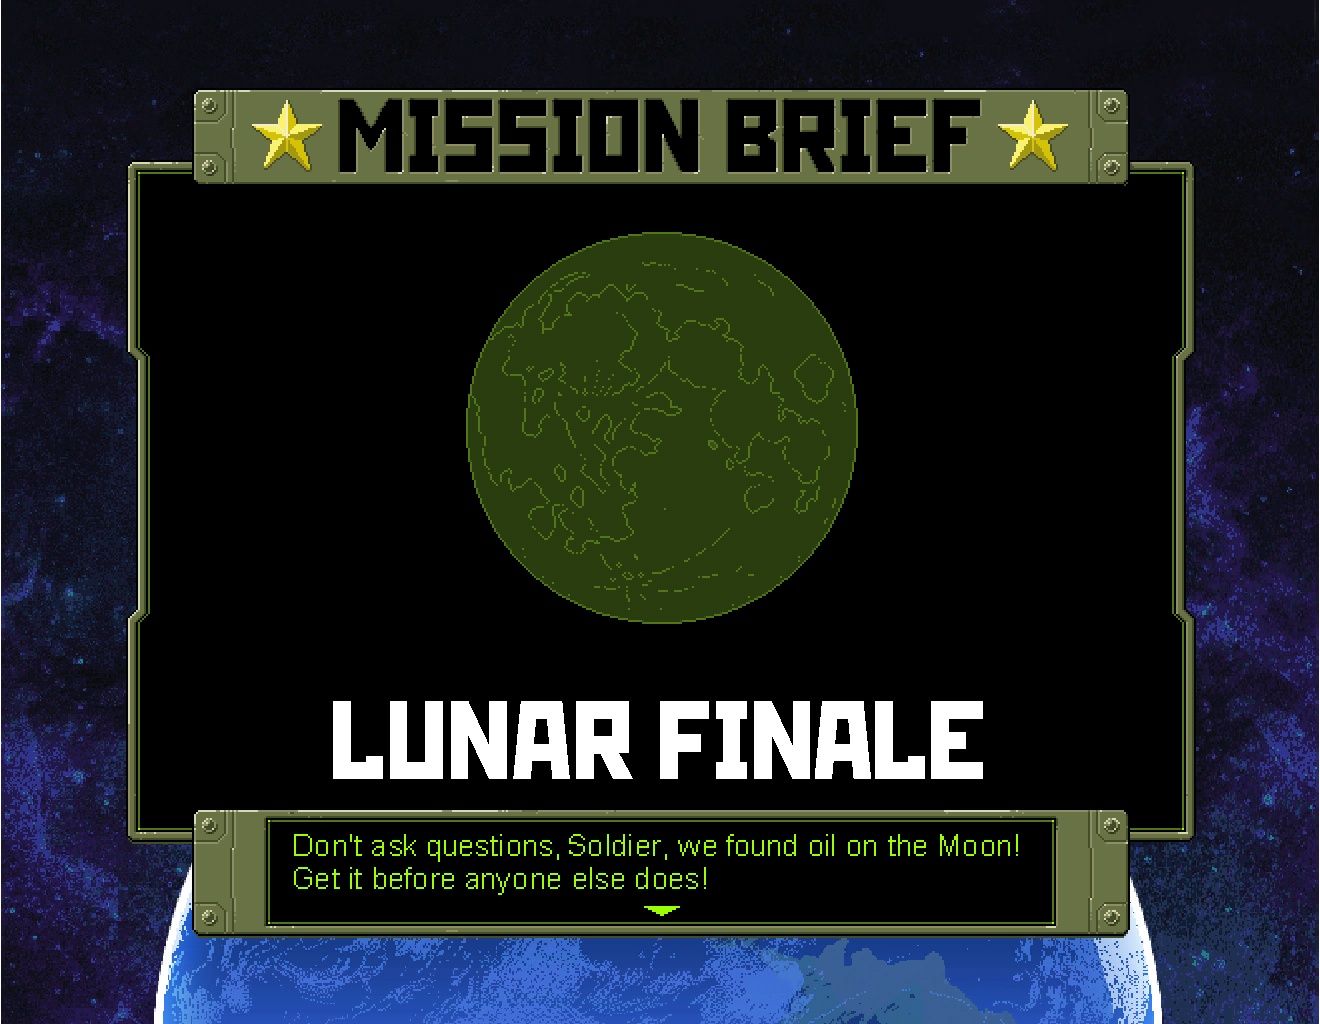 MISSION BRIEF
LUNAR FINALE
Don't ask questions, Soldier, we found oil on the Moon!
Get it before anyone else does!